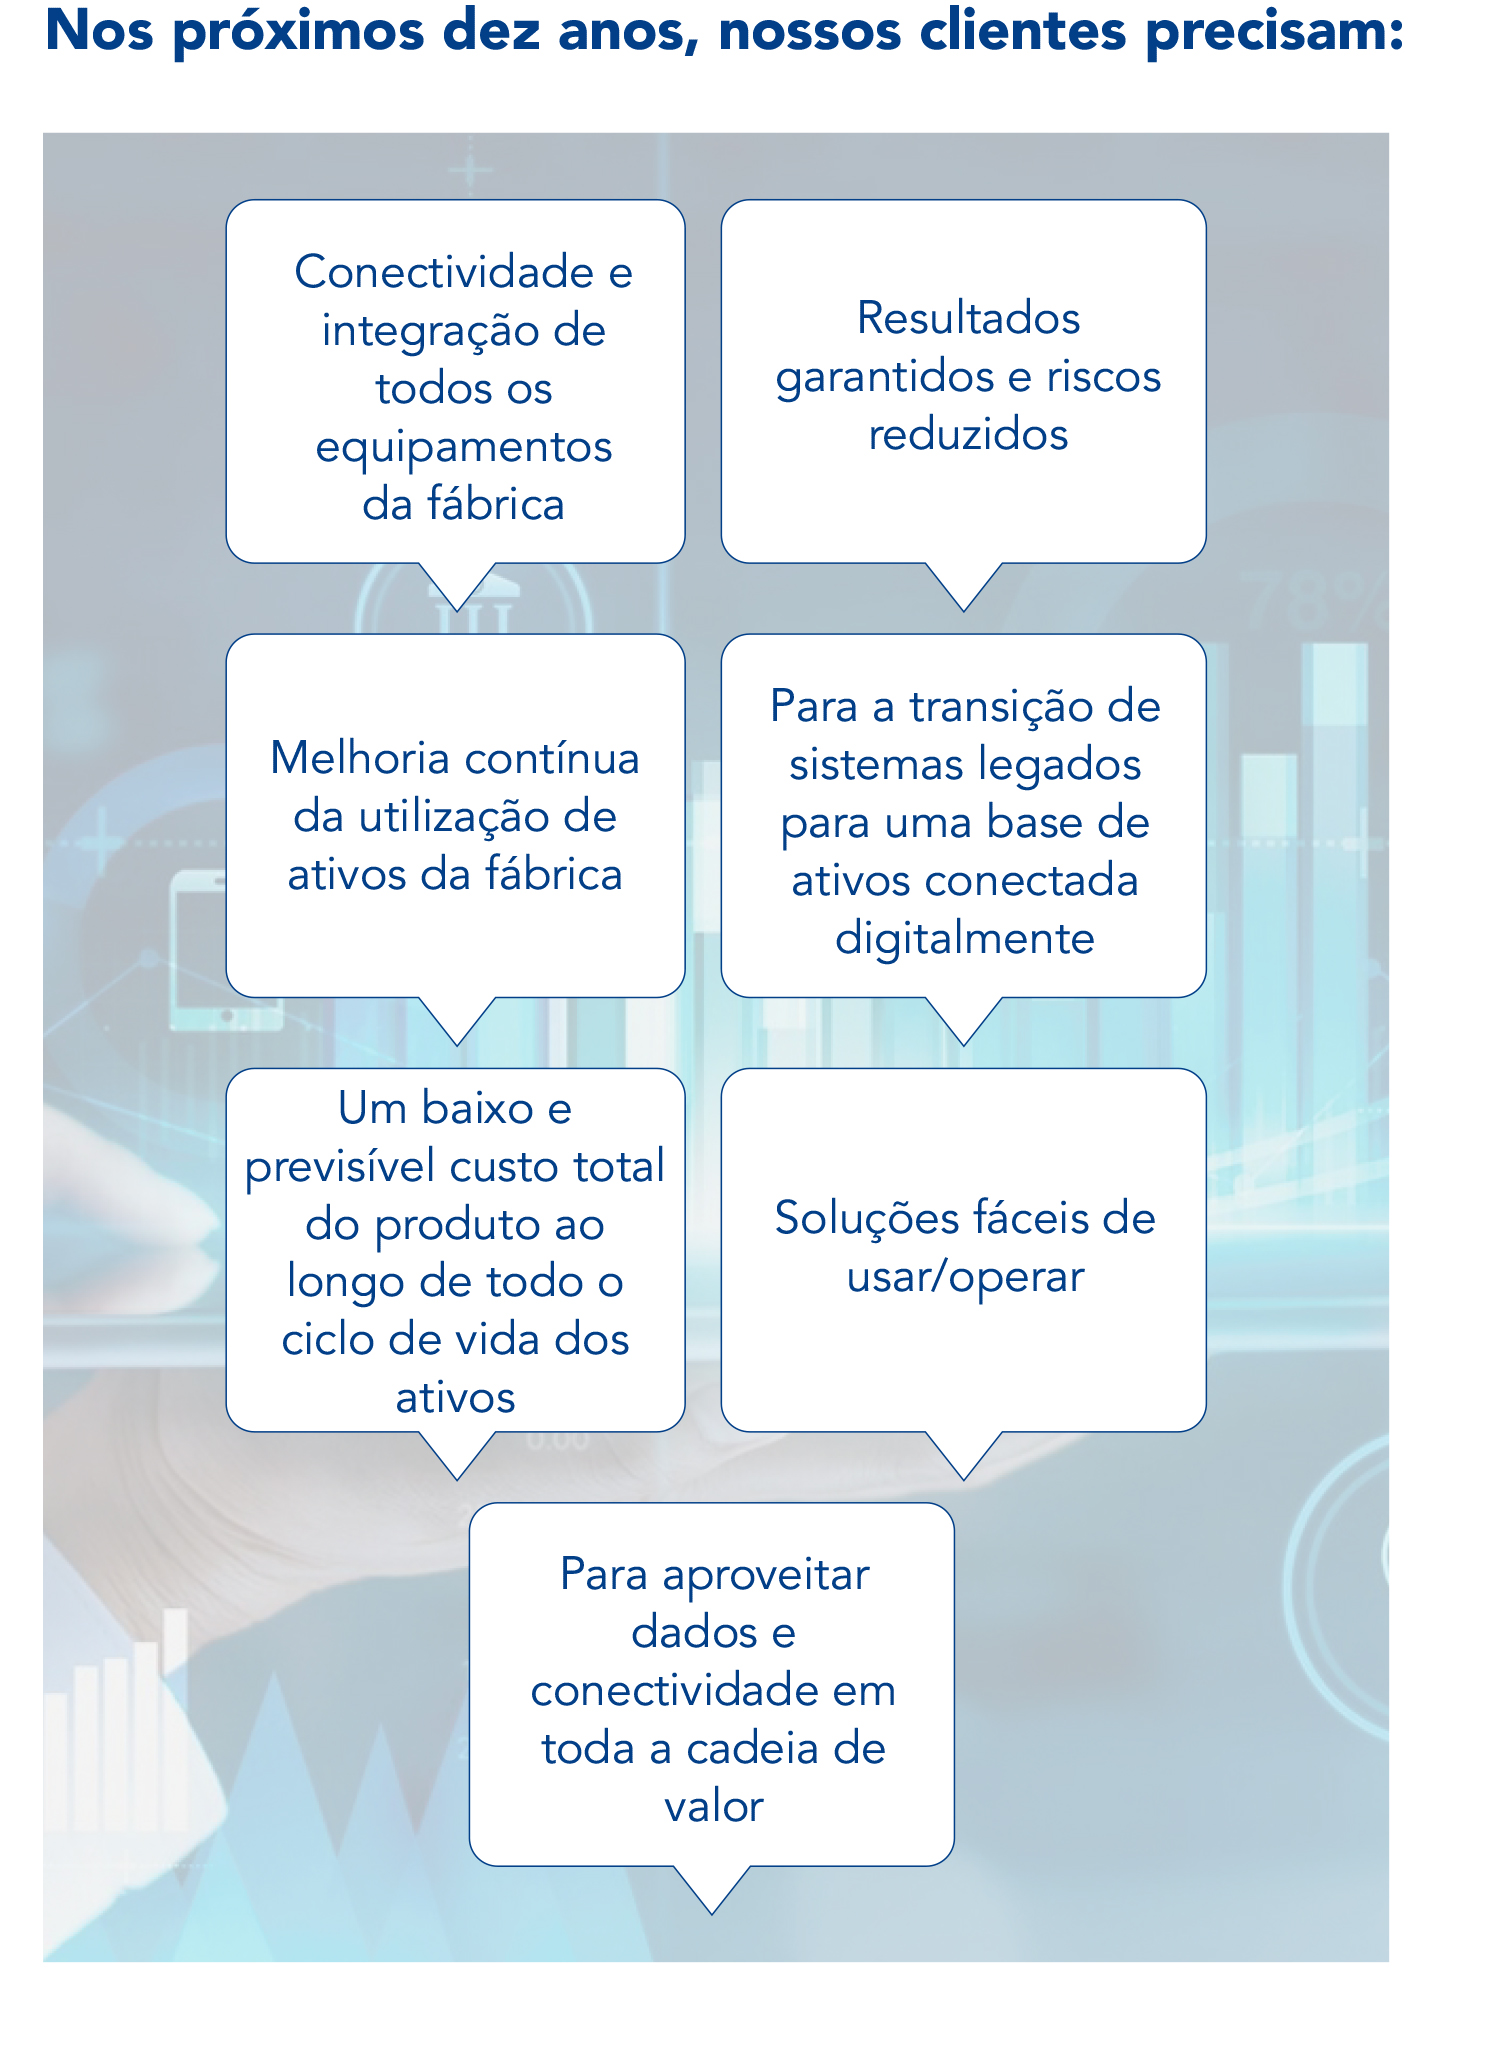 Nos próximos dez anos, nossos clientes precisam:
Conectividade e
integração de
todos os
equipamentos
da fábrica
Resultados
garantidos e riscos
reduzidos
78%
Melhoria contínua
da utilização de
ativos da fábrica
Para a transição de
sistemas legados
para uma base de
ativos conectada
digitalmente
Um baixo e
previsível custo total
do produto ao
longo de todo o
ciclo de vida dos
ativos
Soluções fáceis de
usar/operar
0.00
Para aproveitar
dados e
conectividade em
toda a cadeia de
valor